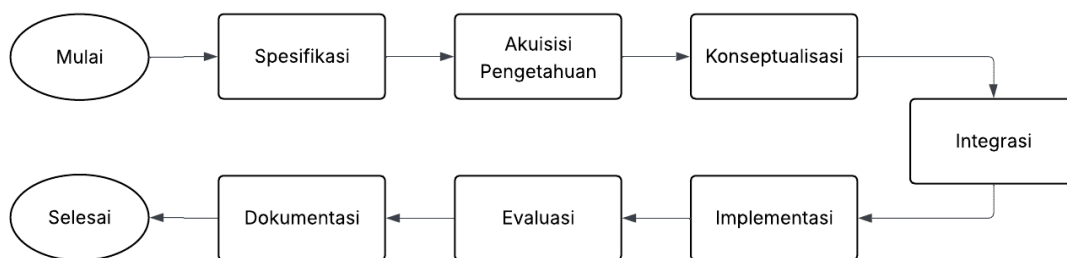 Mulai
Spesifikasi
Akuisisi
Pengetahuan
Konseptualisasi
Integrasi
Implementasi
Evaluasi
Dokumentasi
Selesai